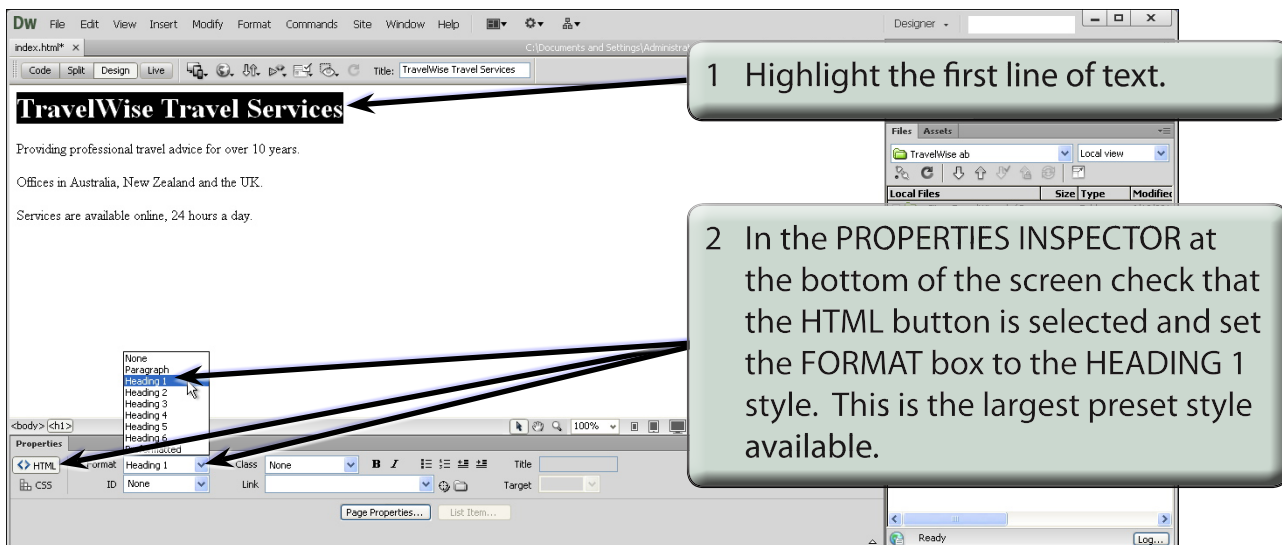 DW File Edit View Insert Modify Format Commands Site Window Help Designer
index.html* × C:\Documents and Settings\Administra
Code Split Design Live Title: TravelWise Travel Services
1 Highlight the first line of text.
TravelWise Travel Services
Providing professional travel advice for over 10 years.
Offices in Australia, New Zealand and the UK.
Services are available online, 24 hours a day.
Files Assets
TravelWise ab Local view
Local Files Size Type Modified
2 In the PROPERTIES INSPECTOR at
the bottom of the screen check that
the HTML button is selected and set
the FORMAT box to the HEADING 1
style. This is the largest preset style
available.
None
Paragraph
Heading 1
Heading 2
Heading 3
Heading 4
Heading 5
Heading 6
<body> <h1> 100%
Properties
HTML Format Heading 1 Class None B I Title
CSS ID None Link Target
Page Properties... List Item...
Ready Log...